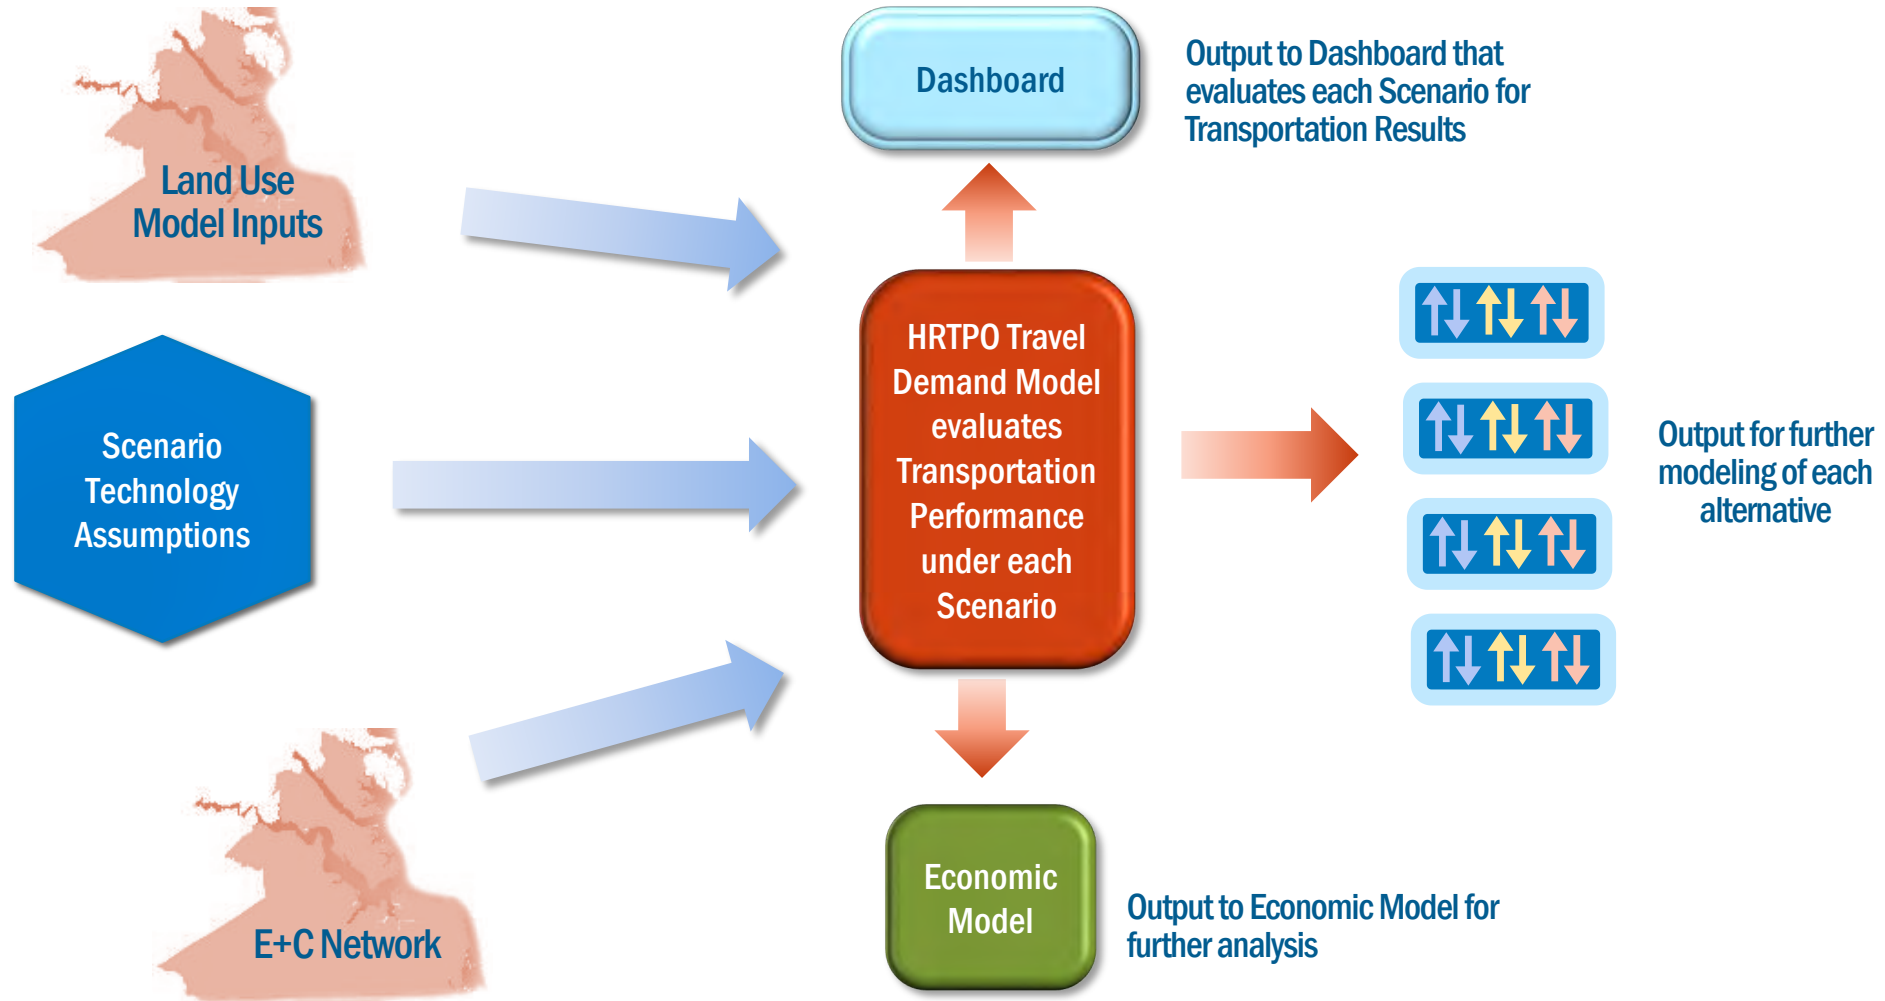 Land Use
Model Inputs
Scenario
Technology
Assumptions
E+C Network
Dashboard
Output to Dashboard that
evaluates each Scenario for
Transportation Results
HRTPO Travel
Demand Model
evaluates
Transportation
Performance
under each
Scenario
Output for further
modeling of each
alternative
Economic
Model
Output to Economic Model for
further analysis